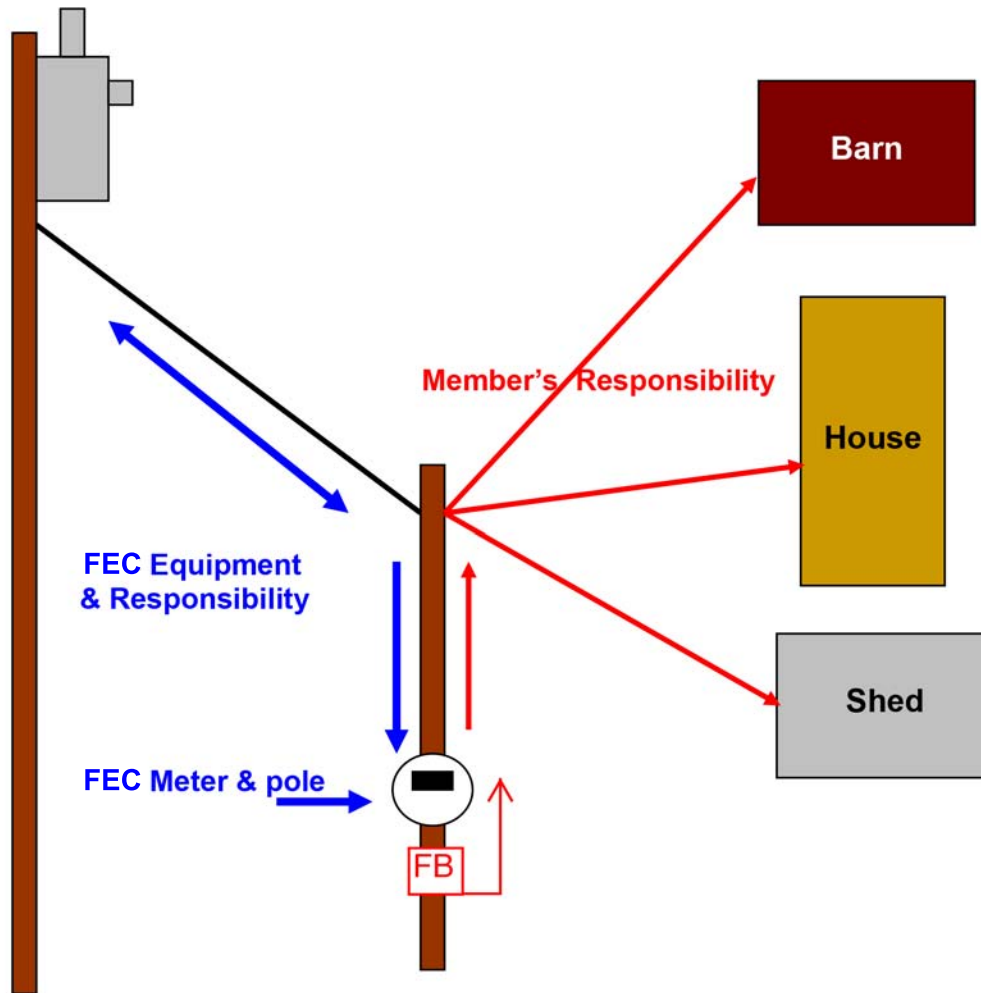 Barn
Member's Responsibility
House
FEC Equipment
& Responsibility
Shed
FEC Meter & pole
FB